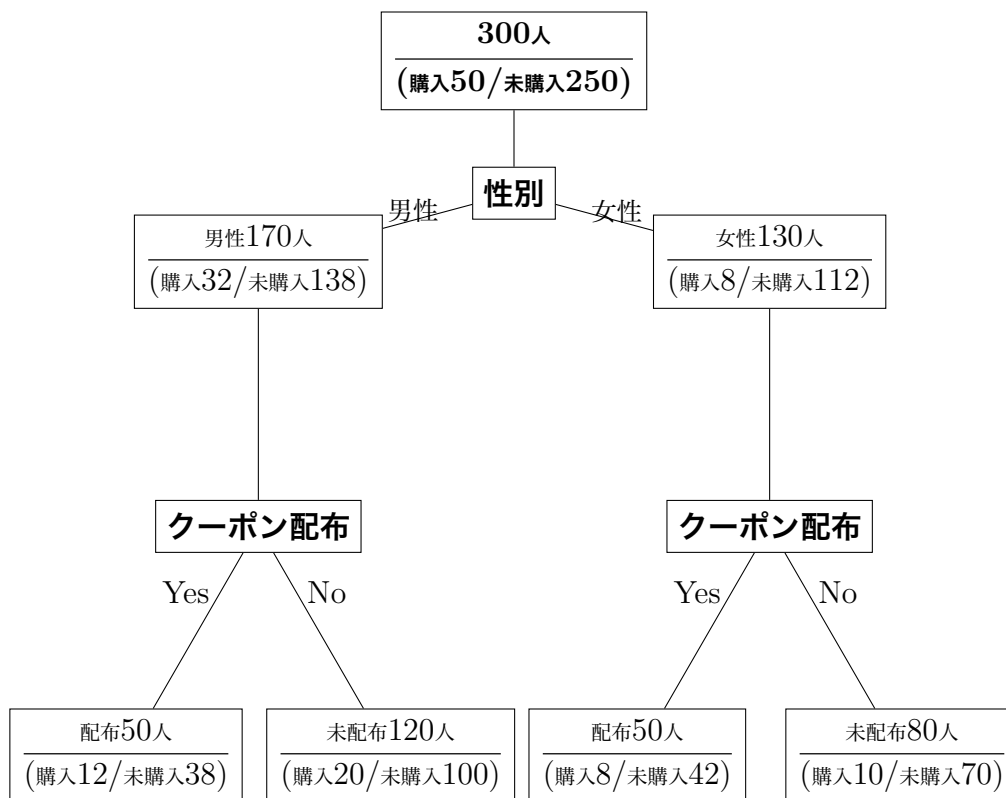 300人
(購入50/未購入250)
性別
男性
女性
男性170人
(購入32/未購入138)
女性130人
(購入8/未購入112)
クーポン配布
クーポン配布
Yes
No
Yes
No
配布50人
(購入12/未購入38)
未配布120人
(購入20/未購入100)
配布50人
(購入8/未購入42)
未配布80人
(購入10/未購入70)